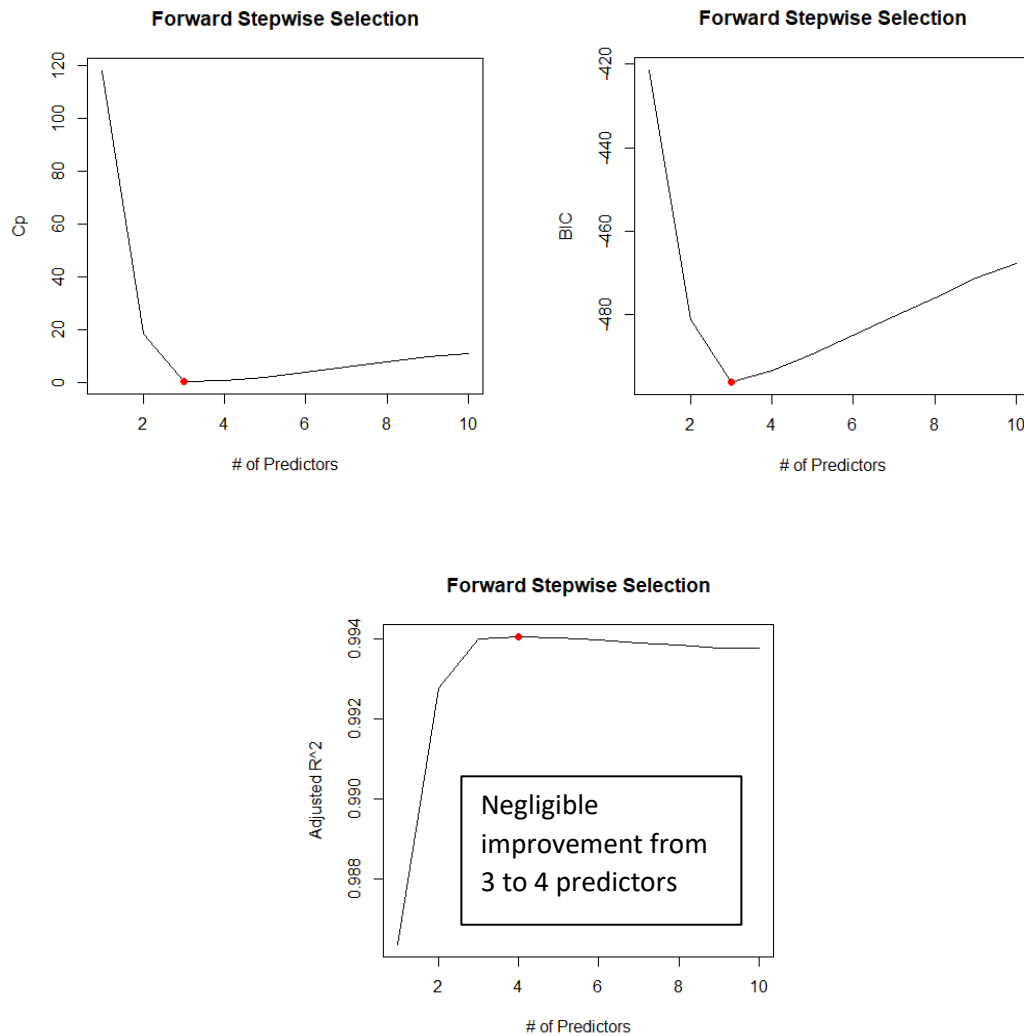 Forward Stepwise Selection
Cp
0
20
40
60
80
100
120
2
4
6
8
10
# of Predictors
Forward Stepwise Selection
BIC
-480
-460
-440
-420
2
4
6
8
10
# of Predictors
Forward Stepwise Selection
Adjusted R^2
0.988
0.990
0.992
0.994
Negligible
improvement from
3 to 4 predictors
2
4
6
8
10
# of Predictors